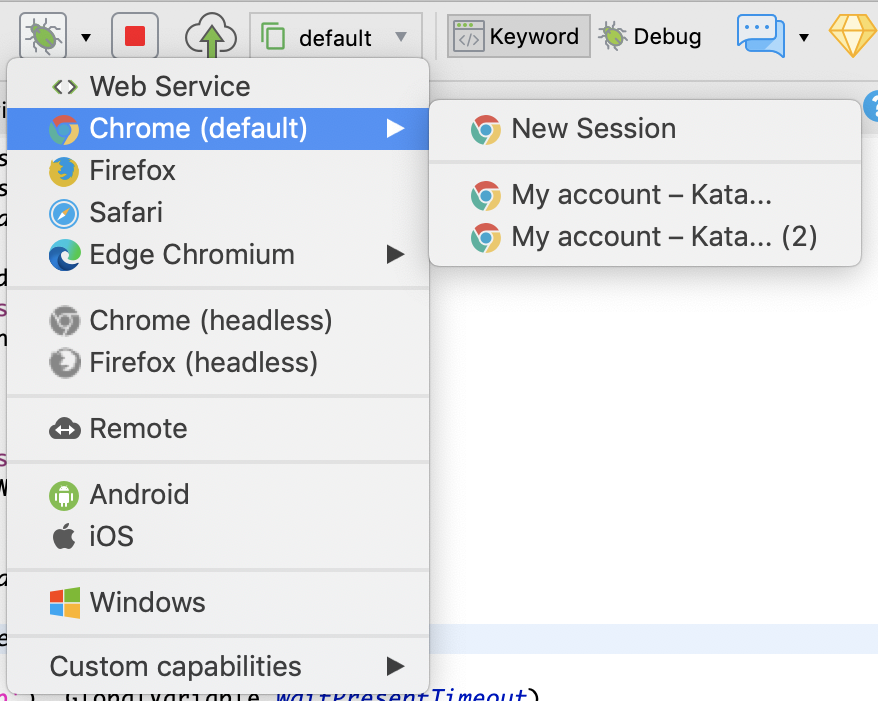 default
Keyword
Debug
Web Service
Chrome (default)
Firefox
Safari
Edge Chromium
Chrome (headless)
Firefox (headless)
Remote
Android
iOS
Windows
Custom capabilities
New Session
My account – Kata...
My account – Kata... (2)
GlobalVariable.waitPresentTimeout)